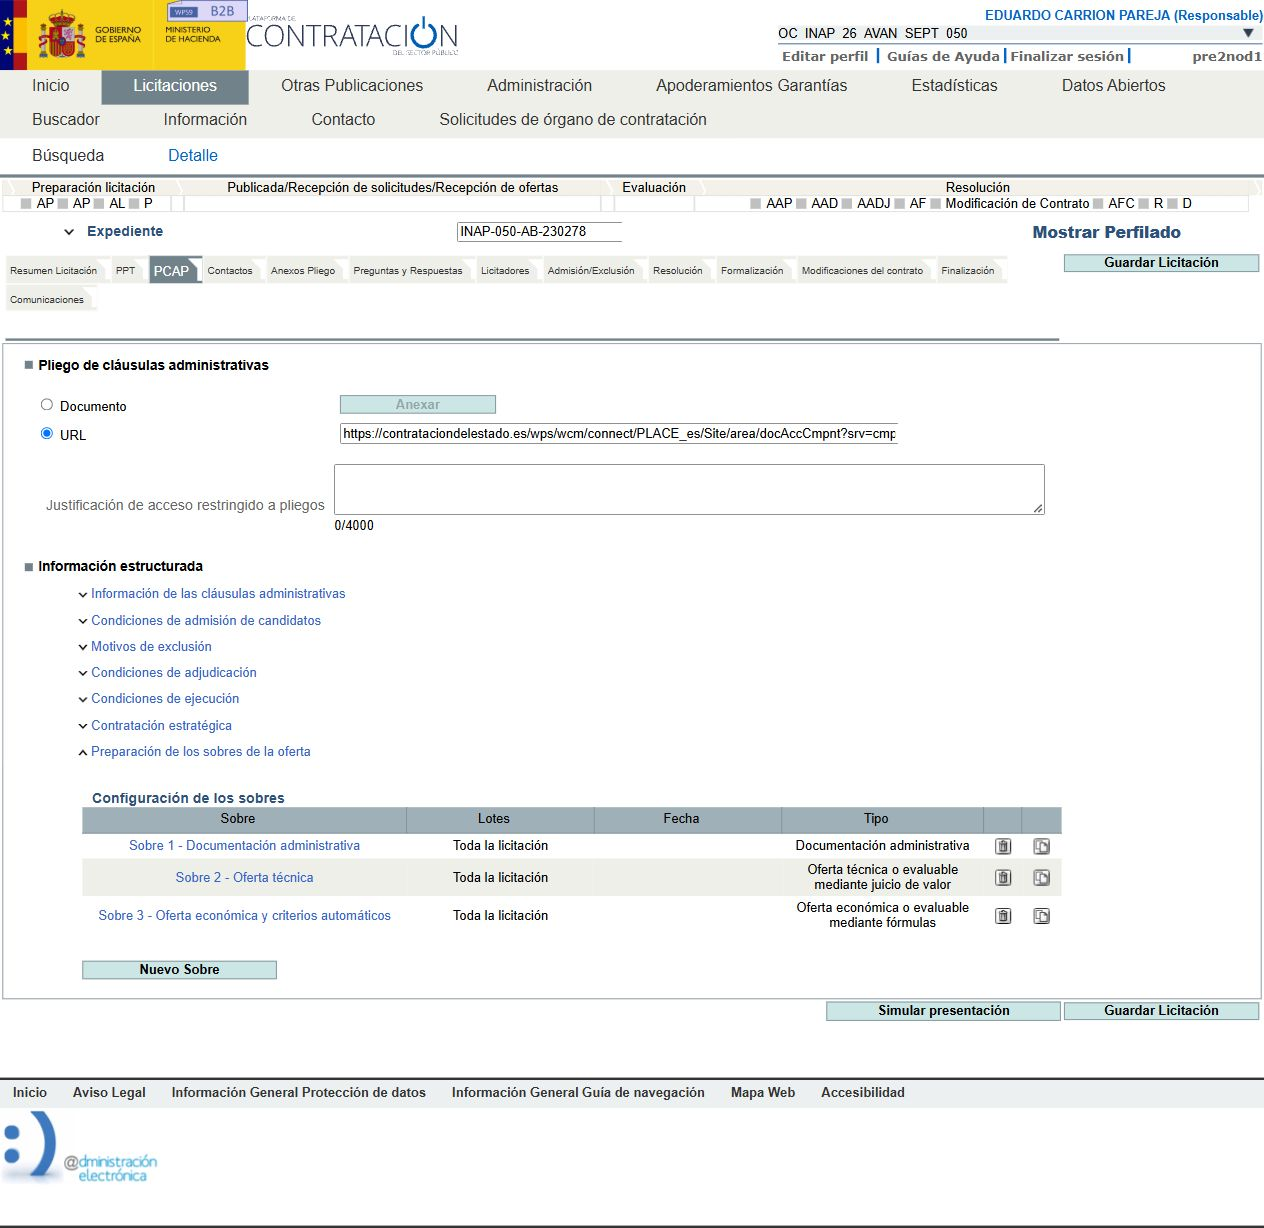 GOBIERNO
DE ESPAÑA
MINISTERIO
DE HACIENDA
WPS9 B2B
PLATAFORMA DE
CONTRATACIÓN
DEL SECTOR PÚBLICO
EDUARDO CARRION PAREJA (Responsable)
OC INAP 26 AVAN SEPT 050
Editar perfil Guías de Ayuda Finalizar sesión pre2nod1
Inicio Licitaciones Otras Publicaciones Administración Apoderamientos Garantías Estadísticas Datos Abiertos
Buscador Información Contacto Solicitudes de órgano de contratación
Búsqueda Detalle
Preparación licitación Publicada/Recepción de solicitudes/Recepción de ofertas Evaluación Resolución
AP AP AL P AAP AAD AADJ AF Modificación de Contrato AFC R D
Expediente INAP-050-AB-230278 Mostrar Perfilado
Resumen Licitación PPT PCAP Contactos Anexos Pliego Preguntas y Respuestas Licitadores Admisión/Exclusión Resolución Formalización Modificaciones del contrato Finalización Guardar Licitación
Comunicaciones
Pliego de cláusulas administrativas
Documento Anexar
URL https://contrataciondelestado.es/wps/wcm/connect/PLACE_es/Site/area/docAccCmpnt?srv=cmp
Justificación de acceso restringido a pliegos
0/4000
Información estructurada
Información de las cláusulas administrativas
Condiciones de admisión de candidatos
Motivos de exclusión
Condiciones de adjudicación
Condiciones de ejecución
Contratación estratégica
Preparación de los sobres de la oferta
Configuración de los sobres
Sobre Lotes Fecha Tipo
Sobre 1 - Documentación administrativa Toda la licitación Documentación administrativa
Sobre 2 - Oferta técnica Toda la licitación Oferta técnica o evaluable
mediante juicio de valor
Sobre 3 - Oferta económica y criterios automáticos Toda la licitación Oferta económica o evaluable
mediante fórmulas
Nuevo Sobre
Simular presentación Guardar Licitación
Inicio Aviso Legal Información General Protección de datos Información General Guía de navegación Mapa Web Accesibilidad
@dministración
electrónica